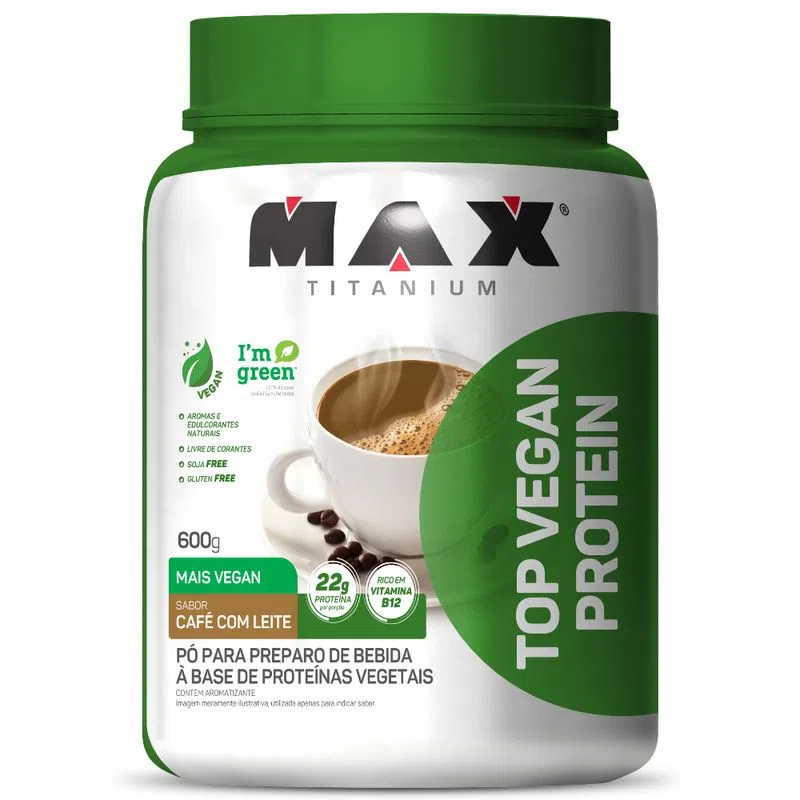 MAX®
TITANIUM
VEGAN
I'm
green
AROMAS E
EDULCORANTES
NATURAIS
LIVRE DE CORANTES
SOJA FREE
GLUTEN FREE
600g
MAIS VEGAN
SABOR
CAFÉ COM LEITE
22g
PROTEÍNA
por porção
RICO EM
VITAMINA
B12
PÓ PARA PREPARO DE BEBIDA
À BASE DE PROTEÍNAS VEGETAIS
CONTÉM AROMATIZANTE
Imagem meramente ilustrativa, utilizada apenas para indicar sabor.
TOP VEGAN
PROTEIN